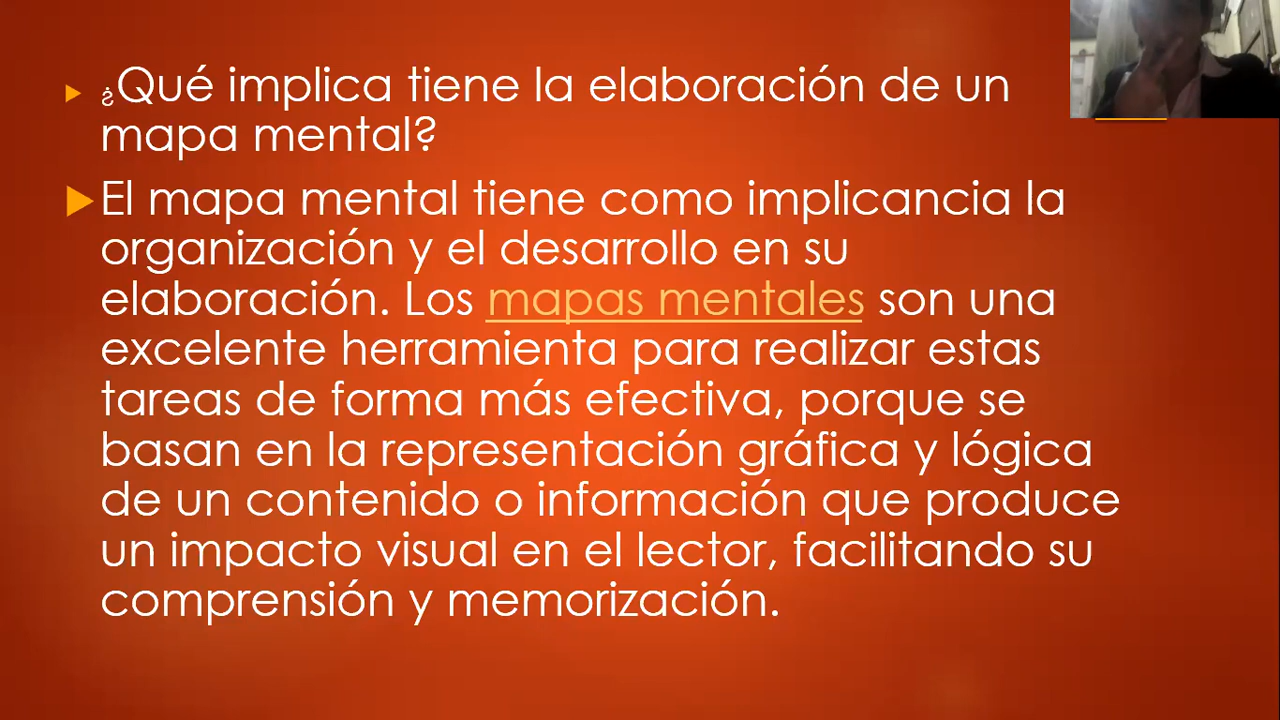 ¿Qué implica tiene la elaboración de un
mapa mental?
El mapa mental tiene como implicancia la
organización y el desarrollo en su
elaboración. Los mapas mentales son una
excelente herramienta para realizar estas
tareas de forma más efectiva, porque se
basan en la representación gráfica y lógica
de un contenido o información que produce
un impacto visual en el lector, facilitando su
comprensión y memorización.